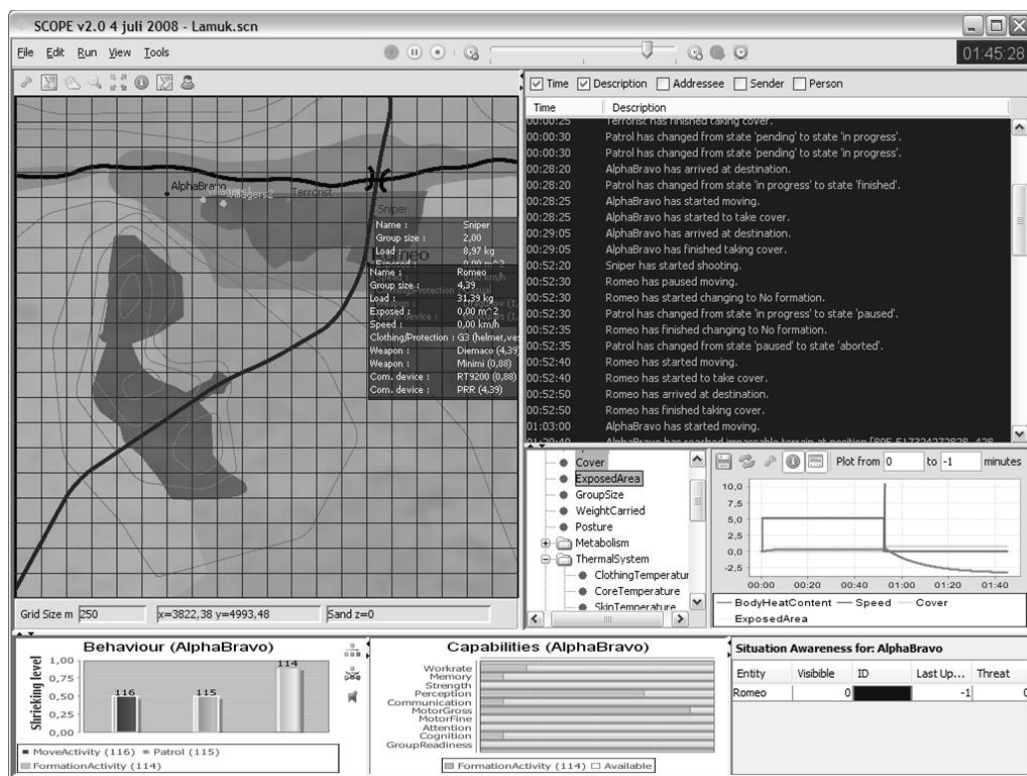 SCOPE v2.0 4 juli 2008 - Lamuk.scn
File Edit Run View Tools
01:45:28
Time Description Addressee Sender Person
Time Description
00:00:25 Terrorist has finished taking cover.
00:00:30 Patrol has changed from state 'pending' to state 'in progress'.
00:00:30 Patrol has changed from state 'pending' to state 'in progress'.
00:28:20 AlphaBravo has arrived at destination.
00:28:20 Patrol has changed from state 'in progress' to state 'finished'.
00:28:25 AlphaBravo has started moving.
00:28:25 AlphaBravo has started to take cover.
00:29:05 AlphaBravo has arrived at destination.
00:29:05 AlphaBravo has finished taking cover.
00:52:20 Sniper has started shooting.
00:52:30 Romeo has paused moving.
00:52:30 Romeo has started changing to No formation.
00:52:30 Patrol has changed from state 'in progress' to state 'paused'.
00:52:35 Romeo has finished changing to No formation.
00:52:35 Patrol has changed from state 'paused' to state 'aborted'.
00:52:40 Romeo has started moving.
00:52:40 Romeo has started to take cover.
00:52:50 Romeo has arrived at destination.
00:52:50 Romeo has finished taking cover.
01:03:00 AlphaBravo has started moving.
01:20:40 AlphaBravo has reached impassable terrain at position
AlphaBravo
Villagers2
Terrorist
Sniper
Name : Sniper
Group size : 2,00
Load : 8,97 kg
Name : Romeo
Group size : 4,39
Load : 31,39 kg
Exposed : 0,00 m^2
Speed : 0,00 km/h
Clothing/Protection : G3 (helmet,ves
Weapon : Diemaco (4,39)
Weapon : Minimi (0,88)
Com. device : RT9200 (0,88)
Com. device : PRR (4,39)
Grid Size m 250 x=3822,38 y=4993,48 Sand z=0
Cover
ExposedArea
GroupSize
WeightCarried
Posture
Metabolism
ThermalSystem
ClothingTemperatur
CoreTemperature
SkinTemperature
Plot from 0 to -1 minutes
10,0
7,5
5,0
2,5
0,0
-2,5
00:00 00:20 00:40 01:00 01:20 01:40
BodyHeatContent Speed Cover
ExposedArea
Behaviour (AlphaBravo)
Shrieking level
1,00
0,75
0,50
0,25
0,00
116 115 114
MoveActivity (116) Patrol (115)
FormationActivity (114)
Capabilities (AlphaBravo)
Workrate
Memory
Strength
Perception
Communication
MotorGross
MotorFine
Attention
Cognition
GroupReadiness
FormationActivity (114) Available
Situation Awareness for: AlphaBravo
Entity Visible ID Last Up... Threat
Romeo 0 -1 0